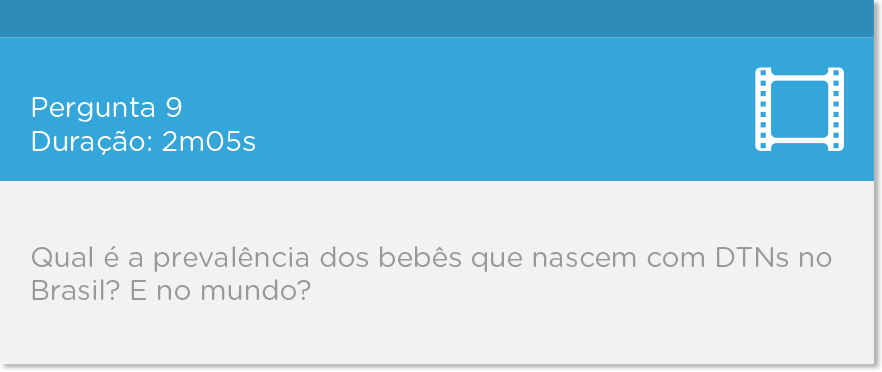 Pergunta 9
Duração: 2m05s
Qual é a prevalência dos bebês que nascem com DTNs no
Brasil? E no mundo?